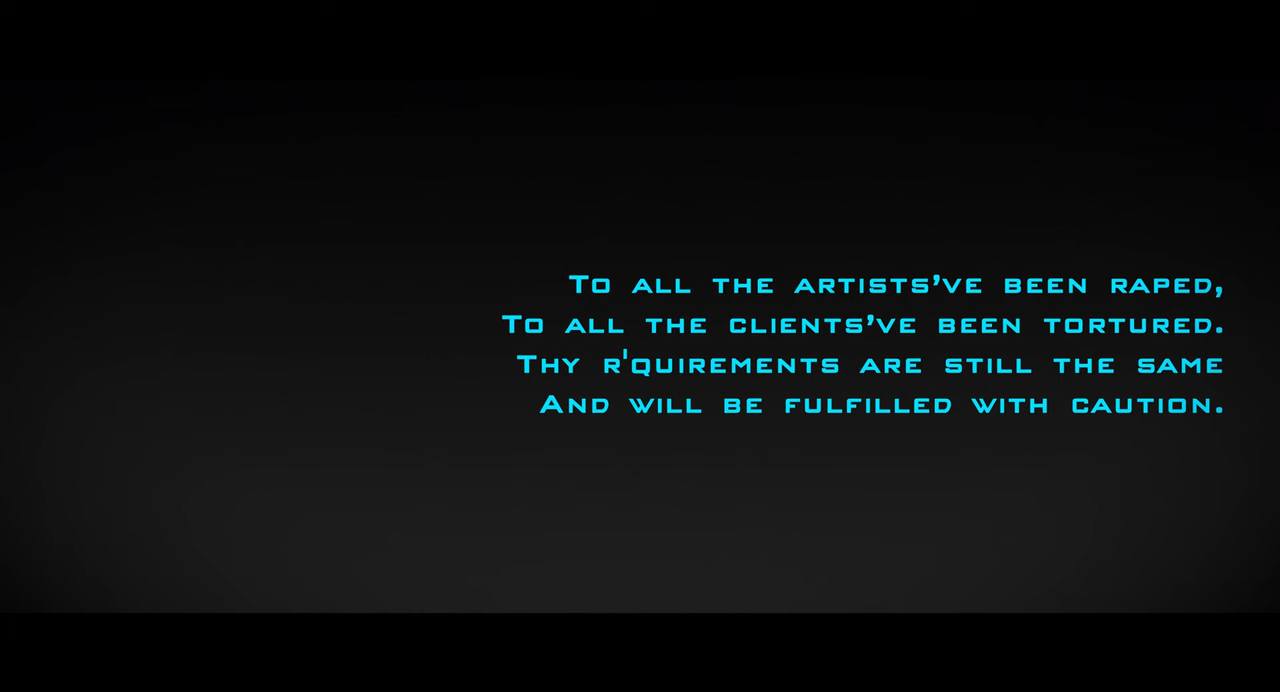 To all the artists’ve been raped,
To all the clients’ve been tortured.
Thy r'quirements are still the same
And will be fulfilled with caution.